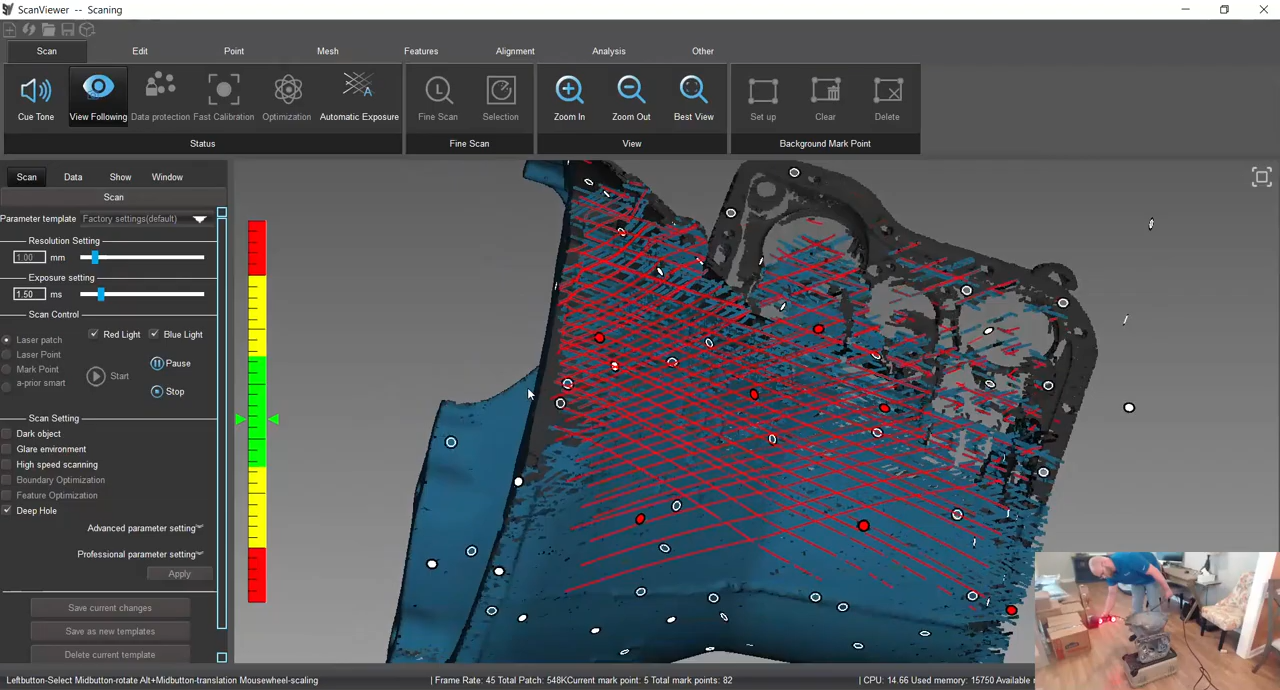 ScanViewer -- Scaning
Scan Edit Point Mesh Features Alignment Analysis Other
Cue Tone View Following Data protection Fast Calibration Optimization Automatic Exposure Fine Scan Selection Zoom In Zoom Out Best View Set up Clear Delete
Status Fine Scan View Background Mark Point
Scan Data Show Window
Scan
Parameter template Factory settings(default)
Resolution Setting
1.00 mm
Exposure setting
1.50 ms
Scan Control
Laser patch Red Light Blue Light
Laser Point
Mark Point Start Pause
a-prior smart Stop
Scan Setting
Dark object
Glare environment
High speed scanning
Boundary Optimization
Feature Optimization
Deep Hole
Advanced parameter setting
Professional parameter setting
Apply
Save current changes
Save as new templates
Delete current template
Leftbutton-Select Midbutton-rotate Alt+Midbutton-translation Mousewheel-scaling | Frame Rate: 45 Total Patch: 548KCurrent mark point: 5 Total mark points: 82 | CPU: 14.66 Used memory: 15750 Available